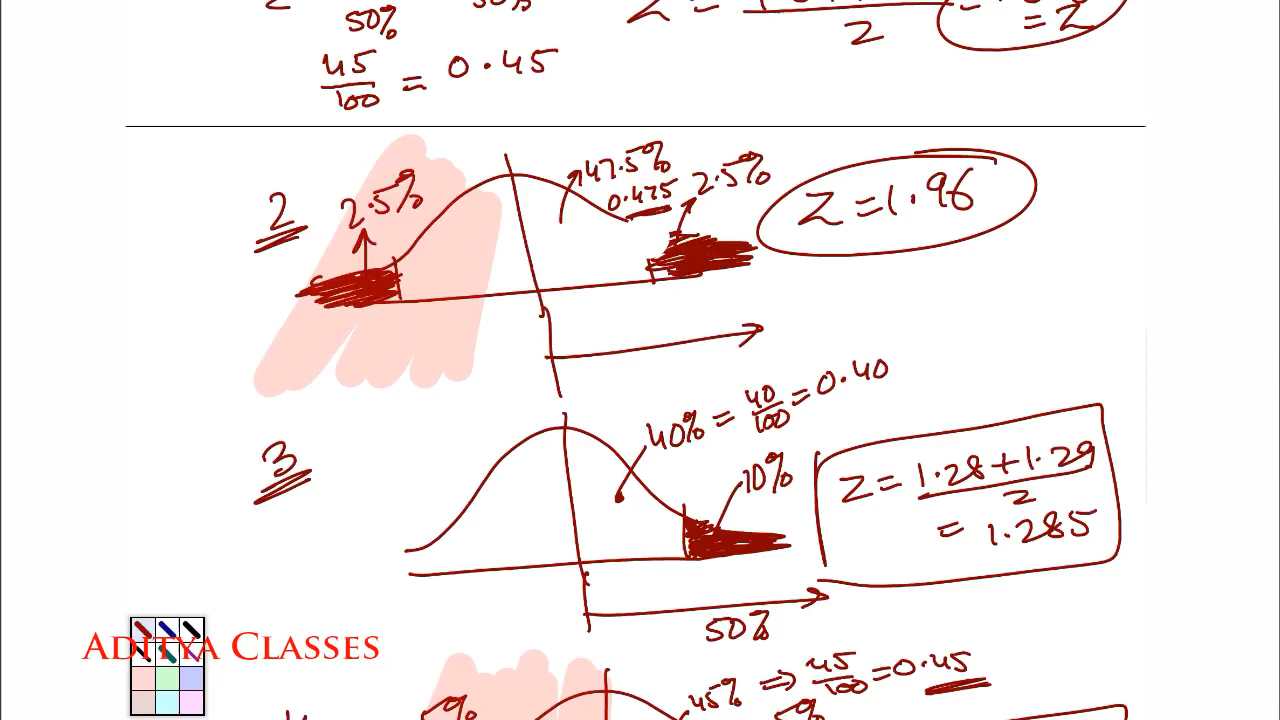 50%
45/100 = 0.45
2
= Z
2
2.5%
47.5%
0.475
2.5%
Z = 1.96
3
40% = 40/100 = 0.40
10%
Z = 1.28 + 1.29 / 2
= 1.285
50%
ADITYA CLASSES
45% ⇒ 45/100 = 0.45